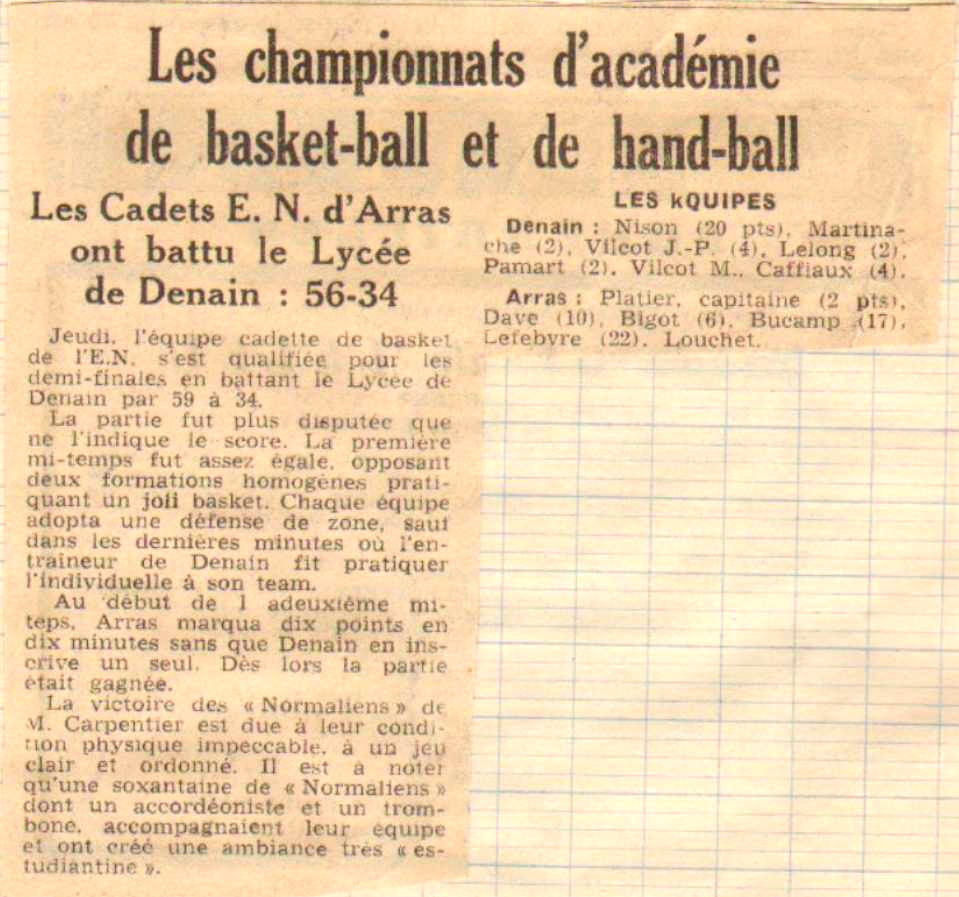 Les championnats d'académie
de basket-ball et de hand-ball
Les Cadets E. N. d'Arras
ont battu le Lycée
de Denain : 56-34
Jeudi, l'équipe cadette de basket
de l'E.N. s'est qualifiée pour les
demi-finales en battant le Lycée de
Denain par 59 à 34.
La partie fut plus disputée que
ne l'indique le score. La première
mi-temps fut assez égale, opposant
deux formations homogènes prati-
quant un joli basket. Chaque équipe
adopta une défense de zone, sauf
dans les dernières minutes où l'en-
traîneur de Denain fit pratiquer
l'individuelle à son team.
Au début de l adeuxième mi-
teps, Arras marqua dix points en
dix minutes sans que Denain en ins-
crive un seul. Dès lors la partie
était gagnée.
La victoire des « Normaliens » de
M. Carpentier est due à leur condi-
tion physique impeccable, à un jeu
clair et ordonné. Il est à noter
qu'une soxantaine de « Normaliens »
dont un accordéoniste et un trom-
bone, accompagnaient leur équipe
et ont créé une ambiance très « es-
tudiantine ».
LES kQUIPES
Denain : Nison (20 pts), Martina-
che (2), Vilcot J.-P. (4), Lelong (2),
Pamart (2), Vilcot M., Caffiaux (4).
Arras : Platier, capitaine (2 pts),
Dave (10), Bigot (6), Bucamp (17),
Lefebvre (22), Louchet.